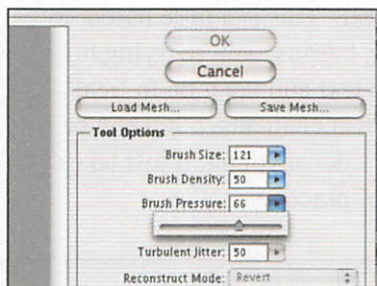 OK
Cancel
Load Mesh... Save Mesh...
Tool Options
Brush Size: 121
Brush Density: 50
Brush Pressure: 66
Turbulent Jitter: 50
Reconstruct Mode: Revert